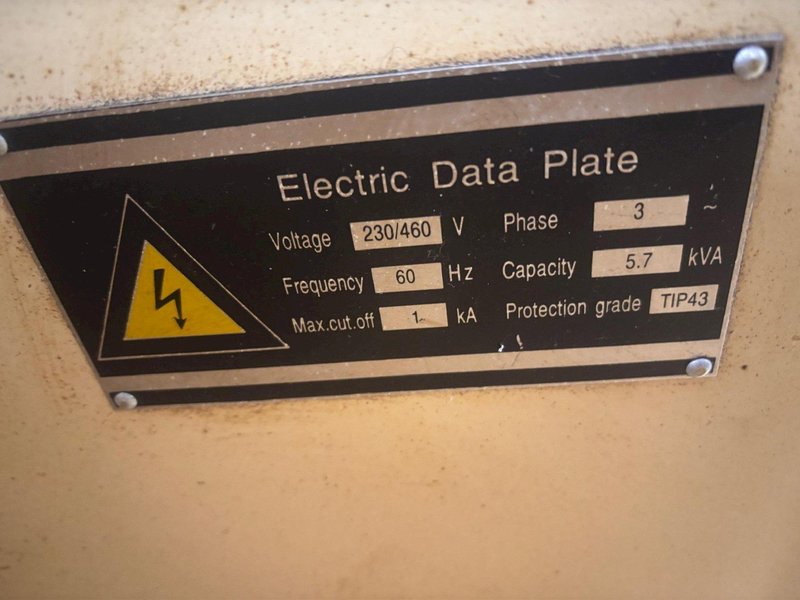 Electric Data Plate
Voltage 230/460 V Phase 3 ~
Frequency 60 Hz Capacity 5.7 kVA
Max.cut.off 1 kA Protection grade TIP43